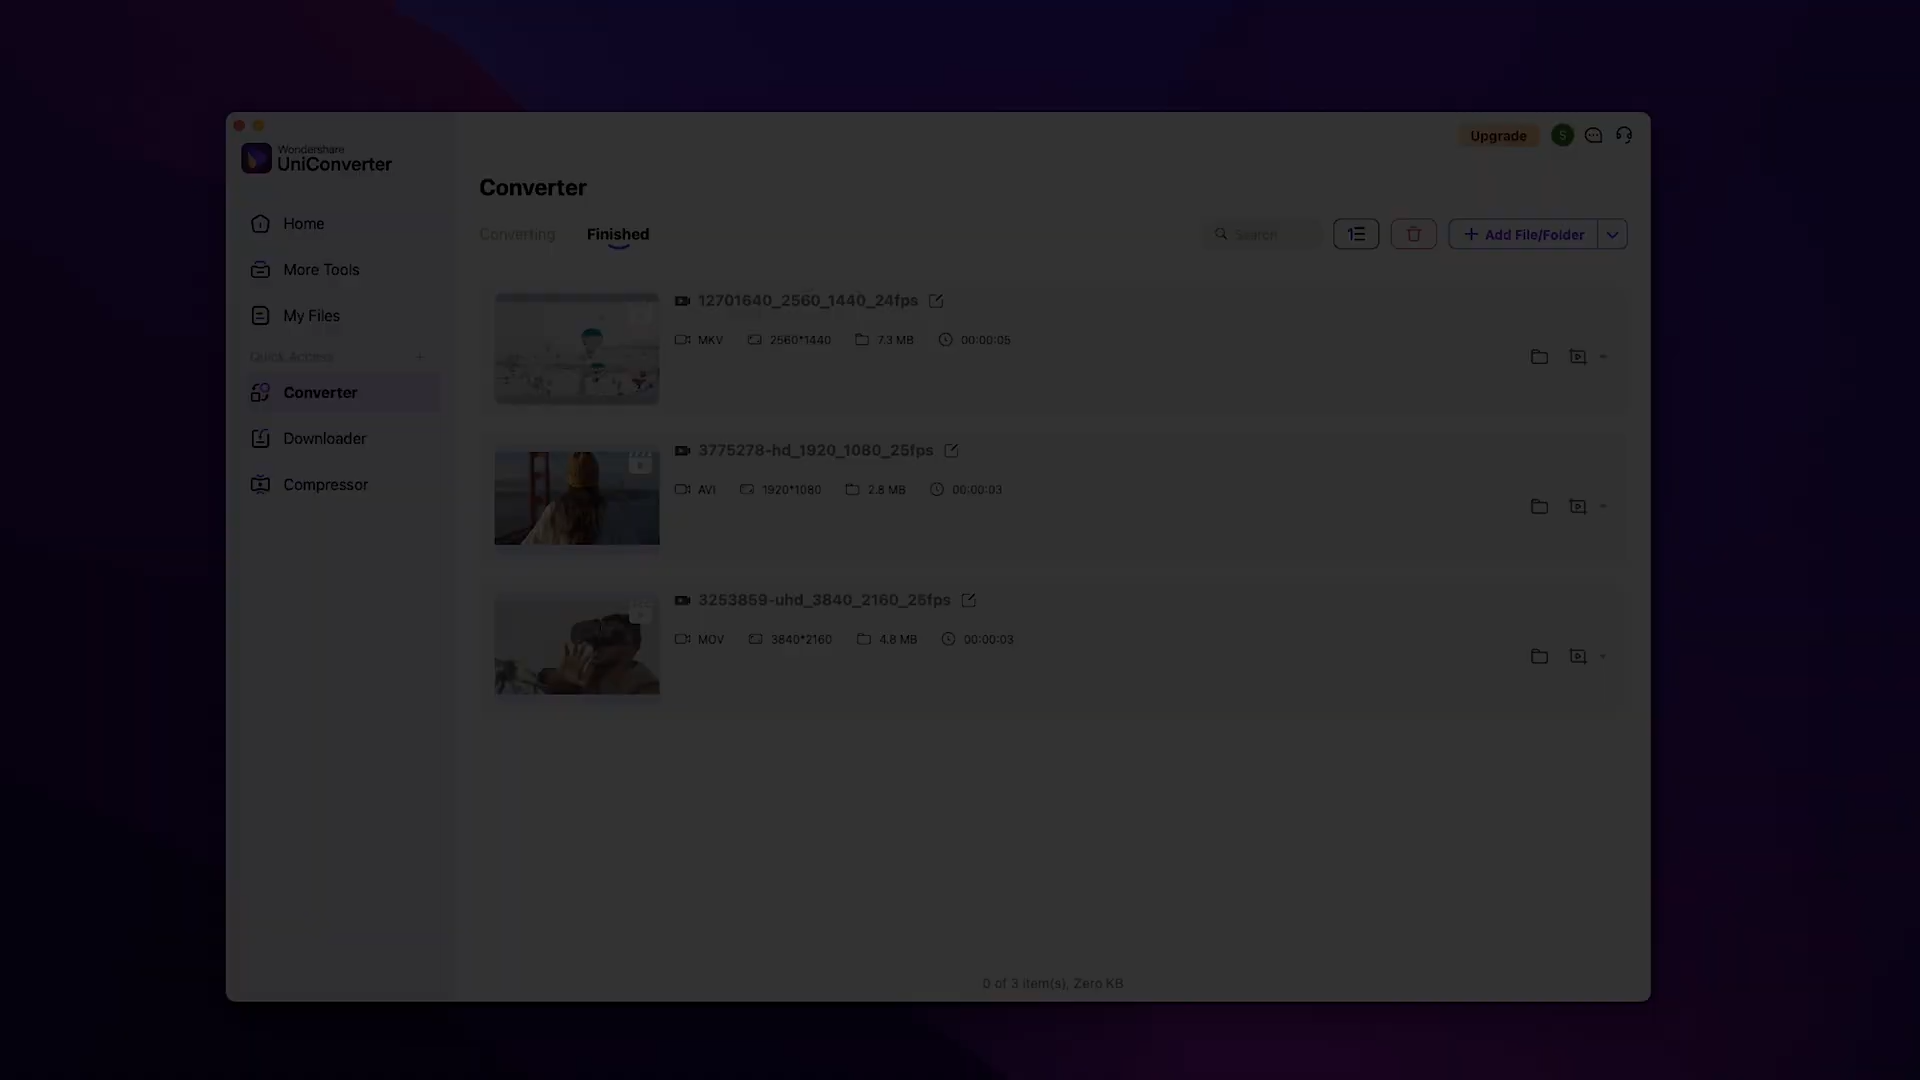 Wondershare
UniConverter
Upgrade
S
Home
More Tools
My Files
Quick Access
Converter
Downloader
Compressor
Converter
Converting
Finished
Search
Add File/Folder
12701640_2560_1440_24fps
MKV 2560*1440 7.3 MB 00:00:05
3775278-hd_1920_1080_25fps
AVI 1920*1080 2.8 MB 00:00:03
3253859-uhd_3840_2160_25fps
MOV 3840*2160 4.8 MB 00:00:03
0 of 3 item(s), Zero KB